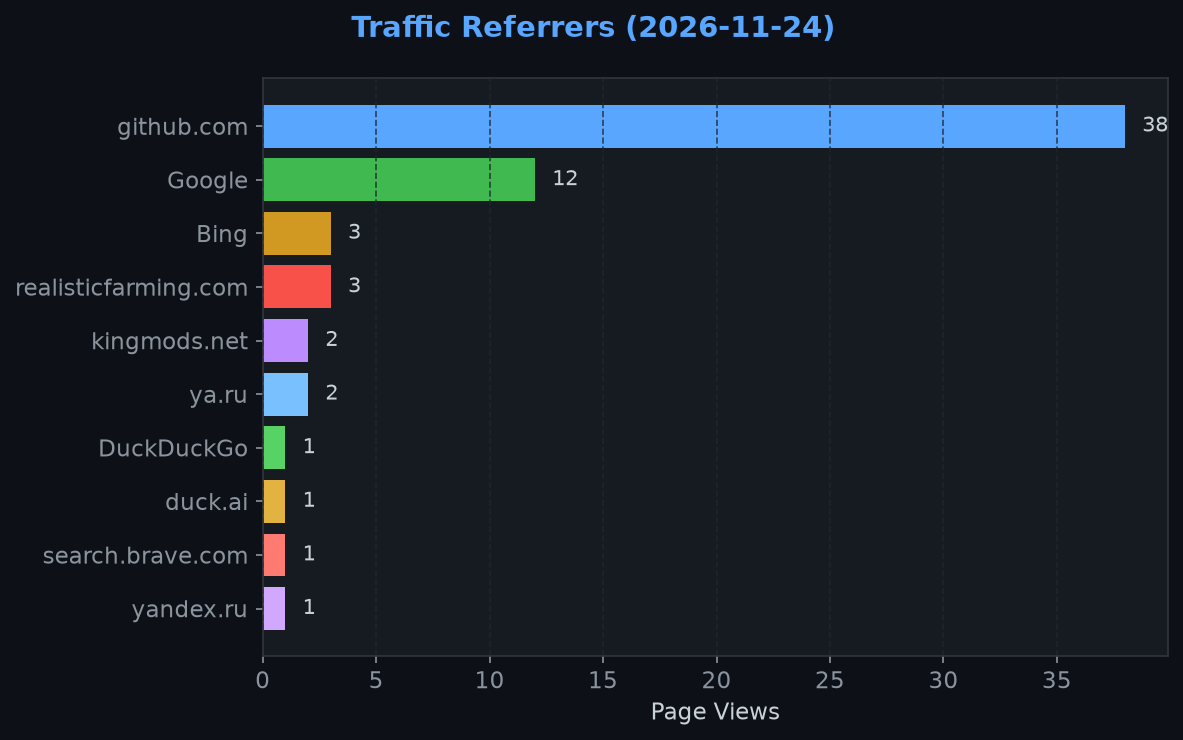 Traffic Referrers (2026-11-24)
github.com 38
Google 12
Bing 3
realisticfarming.com 3
kingmods.net 2
ya.ru 2
DuckDuckGo 1
duck.ai 1
search.brave.com 1
yandex.ru 1
0 5 10 15 20 25 30 35
Page Views